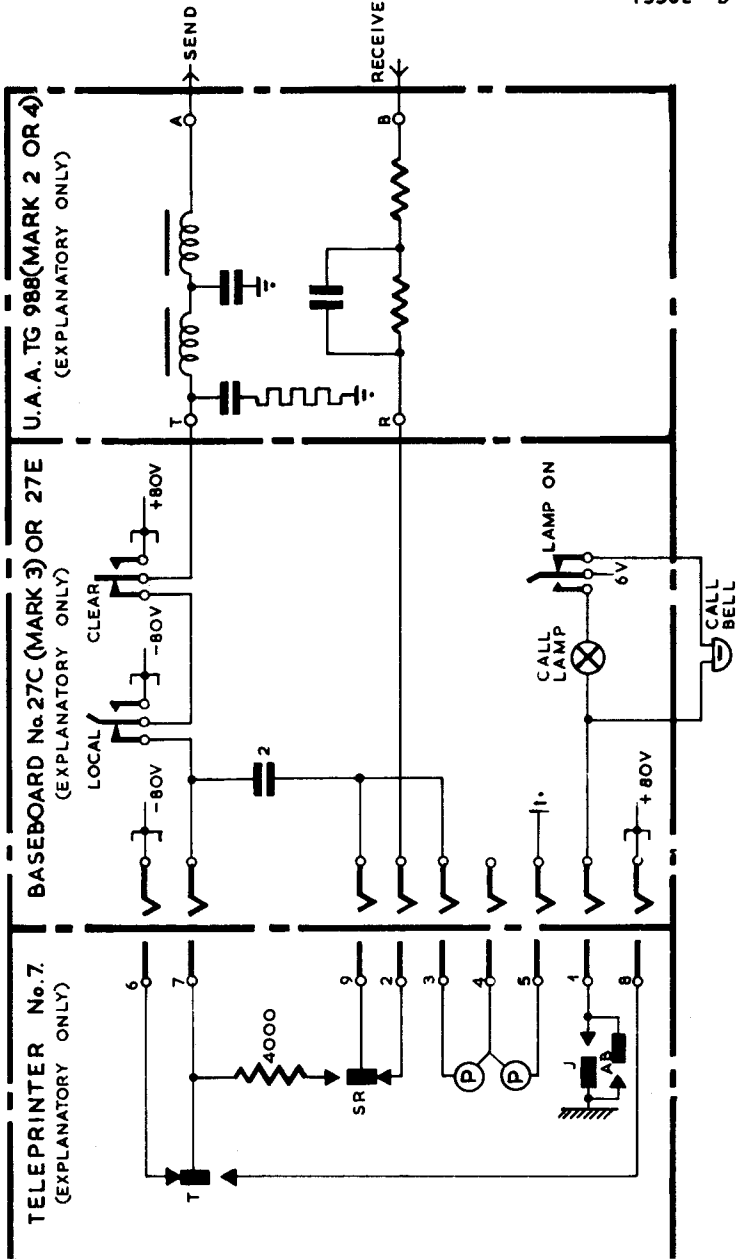 TELEPRINTER No.7.
(EXPLANATORY ONLY)
6
7
4000
T
9
SR
2
3
4
P
5
P
1
J
AB
8
BASEBOARD No.27C (MARK 3) OR 27E
(EXPLANATORY ONLY)
LOCAL
CLEAR
-80V
-80V
+80V
2
CALL
LAMP
LAMP ON
6V
+80V
CALL
BELL
U.A.A. TG 988(MARK 2 OR 4)
(EXPLANATORY ONLY)
T
A
SEND
R
B
RECEIVE